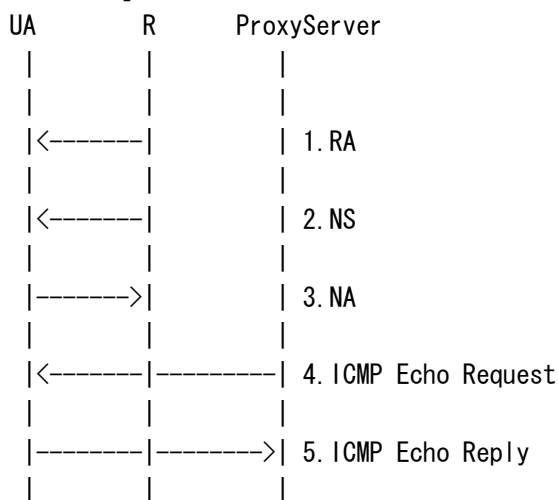 UA R ProxyServer
| | |
| | |
|<-------| | 1.RA
| | |
|<-------| | 2.NS
| | |
|------->| | 3.NA
| | |
|<-------|---------| 4.ICMP Echo Request
| | |
|--------|-------->| 5.ICMP Echo Reply
| | |